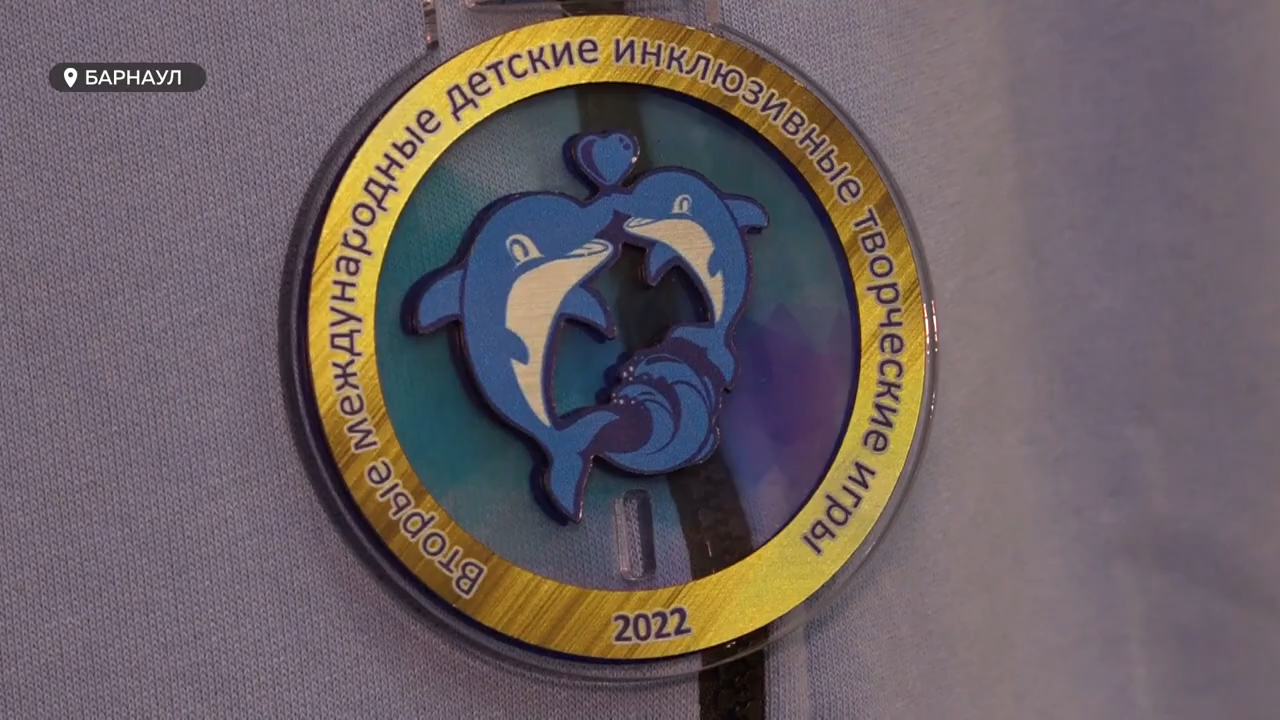 БАРНАУЛ
Вторые международные детские инклюзивные творческие игры
2022